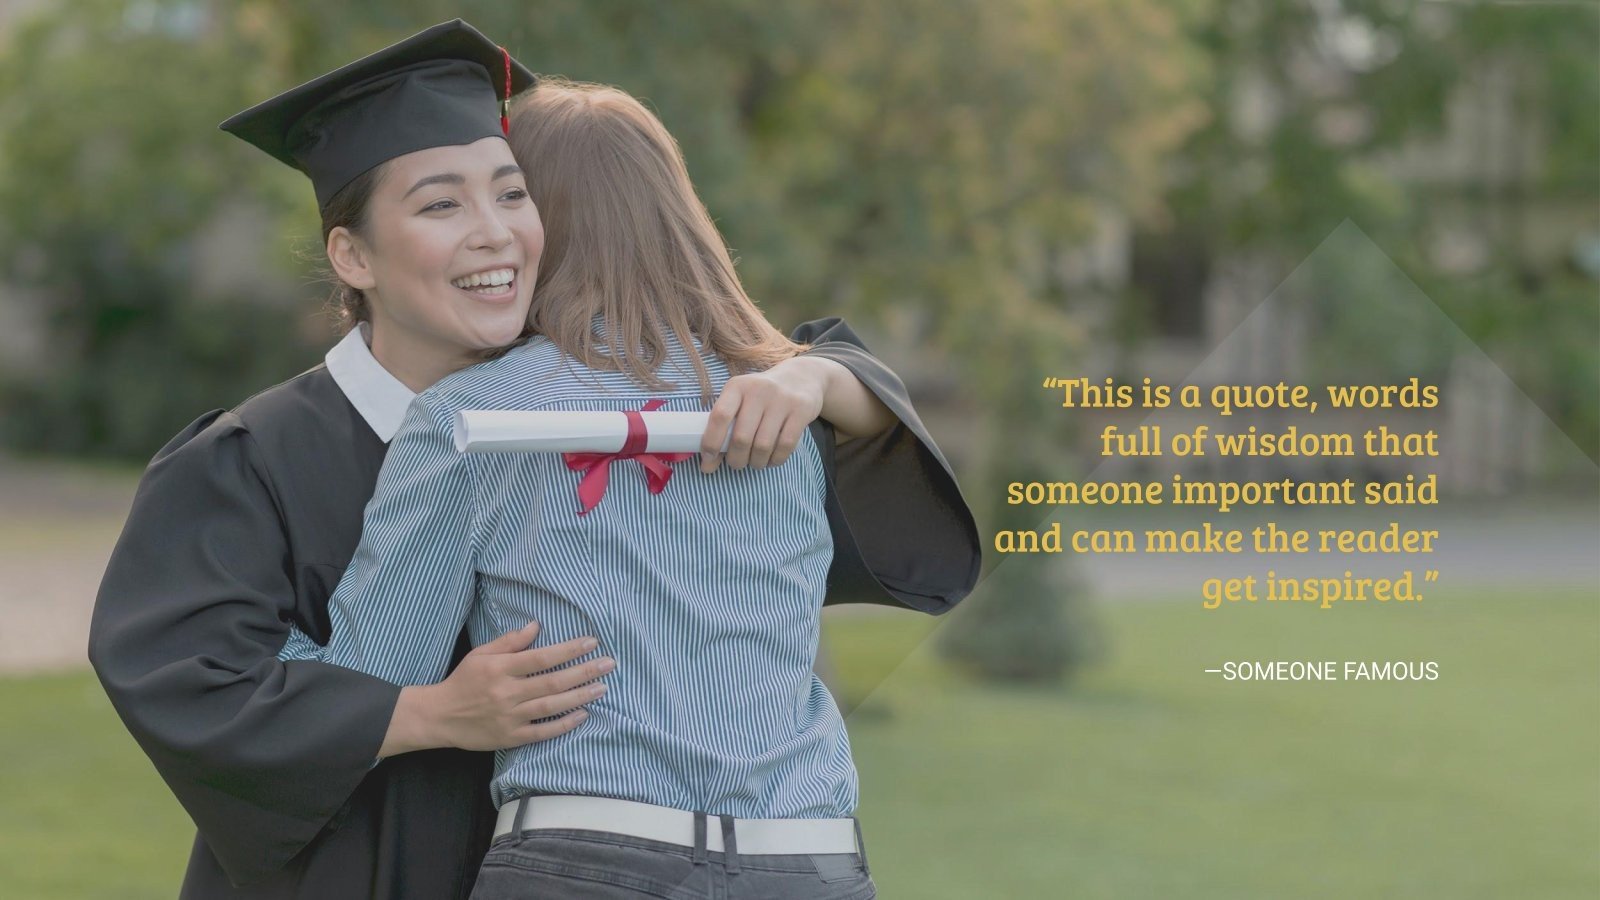 “This is a quote, words
full of wisdom that
someone important said
and can make the reader
get inspired.”
—SOMEONE FAMOUS